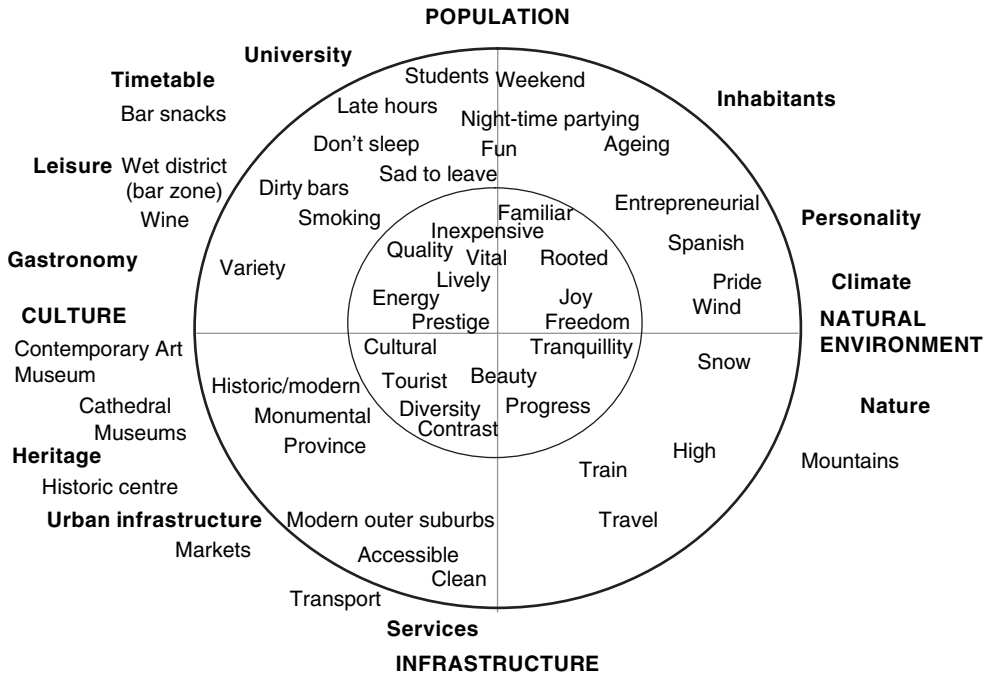 POPULATION
University
Students
Weekend
Timetable
Inhabitants
Bar snacks
Late hours
Night-time partying
Don't sleep
Fun
Ageing
Leisure
Wet district
(bar zone)
Sad to leave
Dirty bars
Entrepreneurial
Wine
Smoking
Familiar
Personality
Inexpensive
Quality
Vital
Rooted
Spanish
Gastronomy
Variety
Lively
Pride
Climate
Energy
Joy
Wind
CULTURE
Prestige
Freedom
NATURAL
ENVIRONMENT
Contemporary Art
Museum
Cultural
Tranquillity
Snow
Historic/modern
Tourist
Beauty
Cathedral
Monumental
Diversity
Progress
Nature
Museums
Contrast
Province
Heritage
High
Mountains
Train
Historic centre
Urban infrastructure
Modern outer suburbs
Travel
Markets
Accessible
Clean
Transport
Services
INFRASTRUCTURE